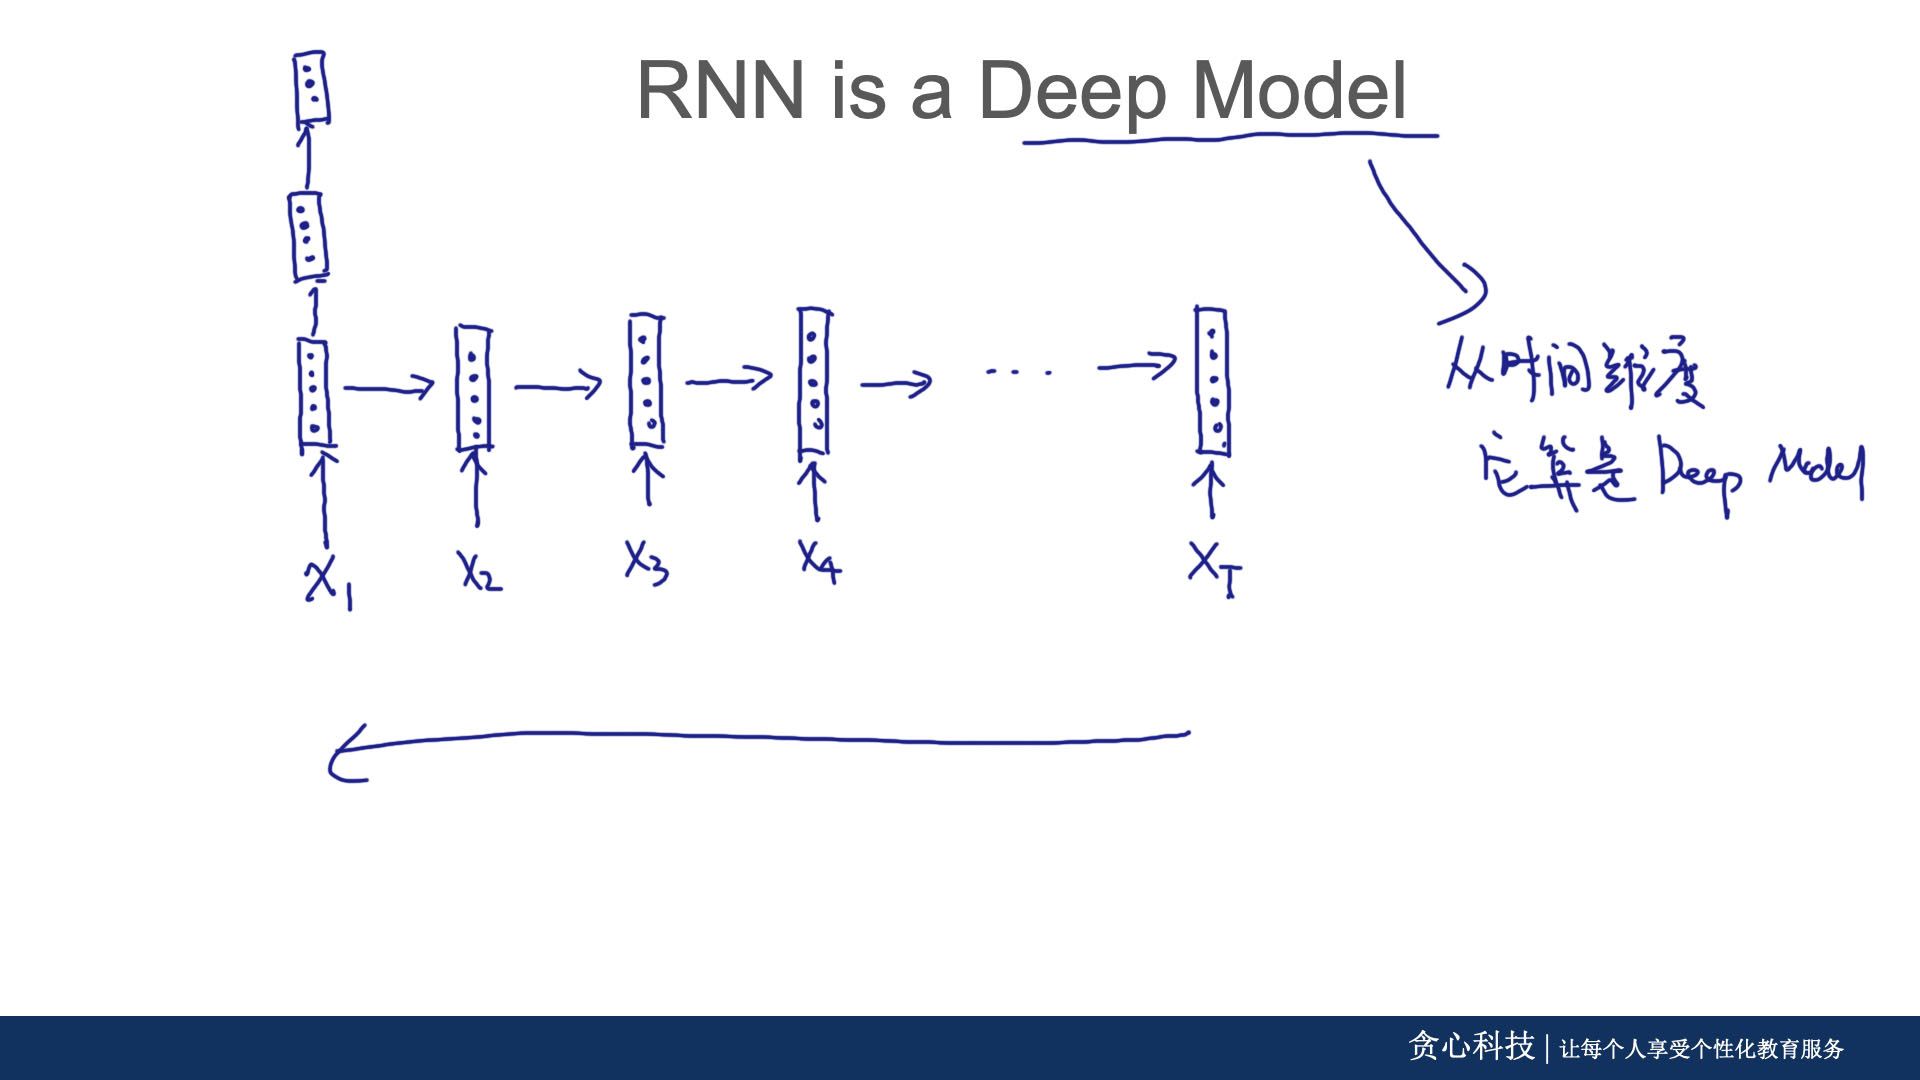 RNN is a Deep Model
从时间维度
它算是 Deep Model
X1 X2 X3 X4 ... XT
贪心科技 | 让每个人享受个性化教育服务